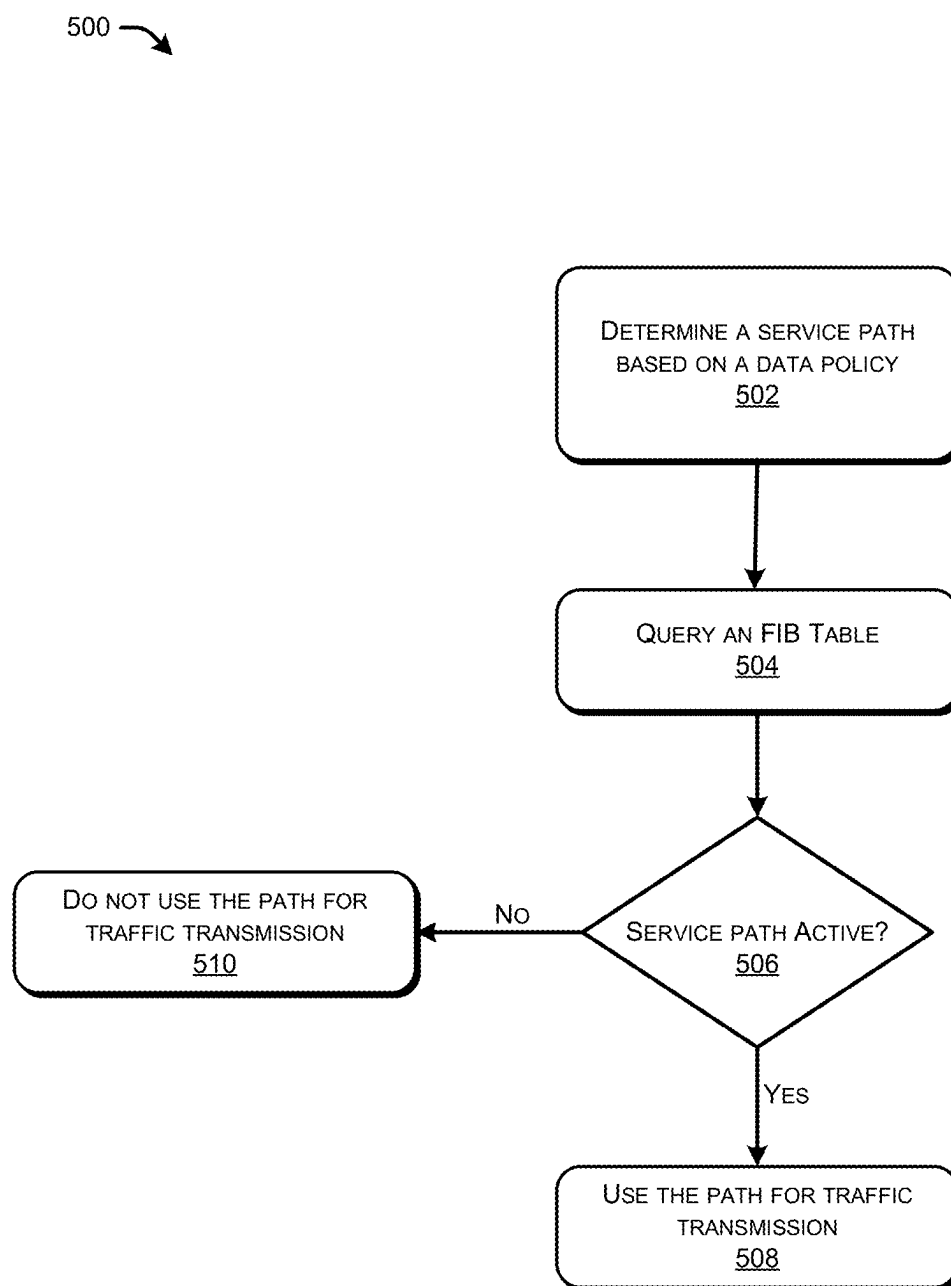 500
DETERMINE A SERVICE PATH
BASED ON A DATA POLICY
502
QUERY AN FIB TABLE
504
SERVICE PATH ACTIVE?
506
NO
DO NOT USE THE PATH FOR
TRAFFIC TRANSMISSION
510
YES
USE THE PATH FOR TRAFFIC
TRANSMISSION
508